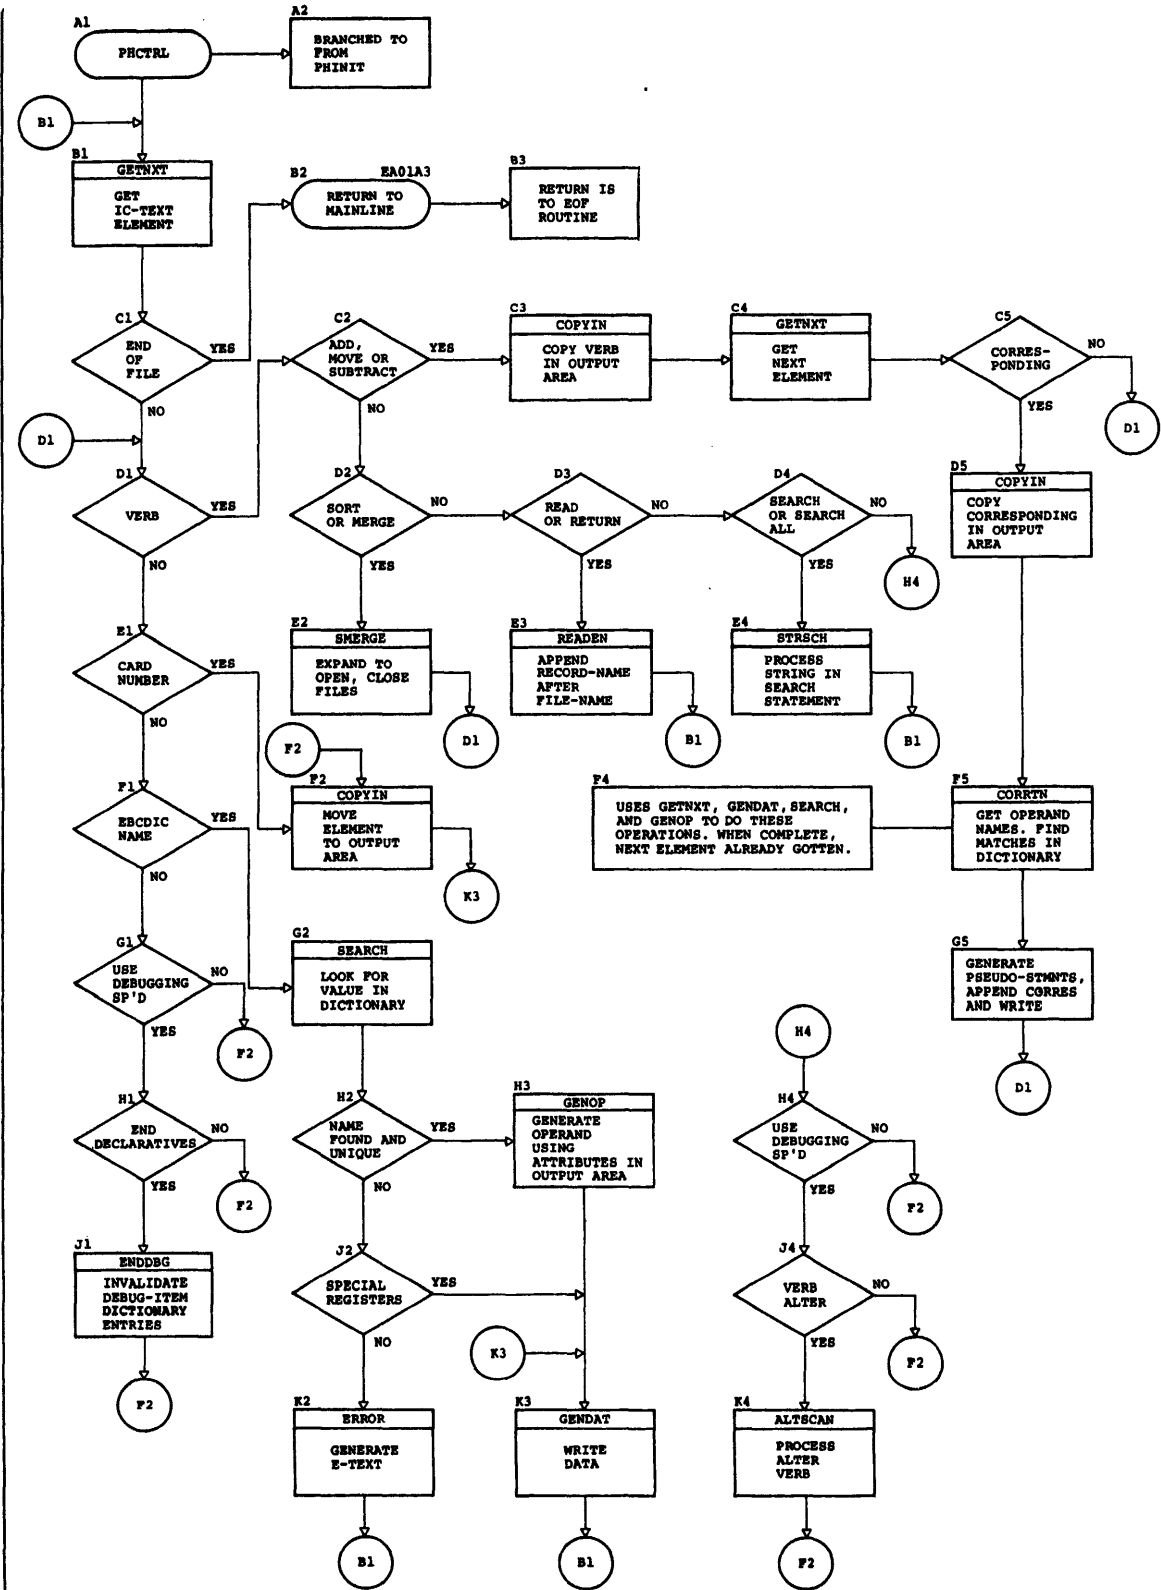 A1
PHCTRL
A2
BRANCHED TO
FROM
PHINIT
B1
B1
GETNXT
GET
IC-TEXT
ELEMENT
B2
EA01A3
RETURN TO
MAINLINE
B3
RETURN IS
TO EOF
ROUTINE
C1
END
OF
FILE
YES
NO
C2
ADD,
MOVE OR
SUBTRACT
YES
NO
C3
COPYIN
COPY VERB
IN OUTPUT
AREA
C4
GETNXT
GET
NEXT
ELEMENT
C5
CORRES-
PONDING
NO
YES
D1
D1
D1
VERB
YES
NO
D2
SORT
OR MERGE
NO
YES
D3
READ
OR RETURN
NO
YES
D4
SEARCH
OR SEARCH
ALL
NO
YES
H4
D5
COPYIN
COPY
CORRESPONDING
IN OUTPUT
AREA
E1
CARD
NUMBER
YES
NO
E2
SMERGE
EXPAND TO
OPEN, CLOSE
FILES
D1
E3
READEN
APPEND
RECORD-NAME
AFTER
FILE-NAME
B1
E4
STRSCH
PROCESS
STRING IN
SEARCH
STATEMENT
B1
F2
F1
EBCDIC
NAME
YES
NO
F2
COPYIN
MOVE
ELEMENT
TO OUTPUT
AREA
K3
F4
USES GETNXT, GENDAT, SEARCH,
AND GENOP TO DO THESE
OPERATIONS. WHEN COMPLETE,
NEXT ELEMENT ALREADY GOTTEN.
F5
CORRTN
GET OPERAND
NAMES. FIND
MATCHES IN
DICTIONARY
G1
USE
DEBUGGING
SP'D
NO
YES
F2
G2
SEARCH
LOOK FOR
VALUE IN
DICTIONARY
G5
GENERATE
PSEUDO-STMNTS,
APPEND CORRES
AND WRITE
D1
H4
H1
END
DECLARATIVES
NO
YES
F2
H2
NAME
FOUND AND
UNIQUE
YES
NO
H3
GENOP
GENERATE
OPERAND
USING
ATTRIBUTES IN
OUTPUT AREA
H4
USE
DEBUGGING
SP'D
NO
YES
F2
J1
ENDDBG
INVALIDATE
DEBUG-ITEM
DICTIONARY
ENTRIES
F2
J2
SPECIAL
REGISTERS
YES
NO
K3
J4
VERB
ALTER
NO
YES
F2
K2
ERROR
GENERATE
E-TEXT
B1
K3
GENDAT
WRITE
DATA
B1
K4
ALTSCAN
PROCESS
ALTER
VERB
F2